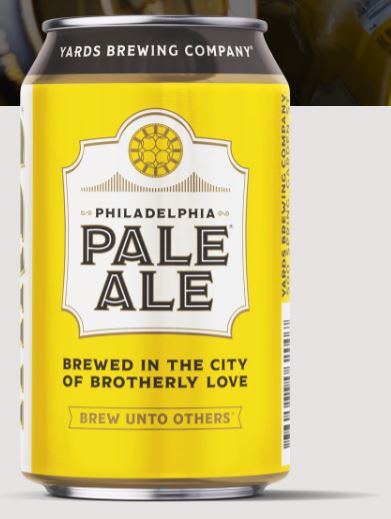 YARDS BREWING COMPANY®
PHILADELPHIA
PALE
ALE®
BREWED IN THE CITY
OF BROTHERLY LOVE
BREW UNTO OTHERS®
YARDS BREWING COMPANY